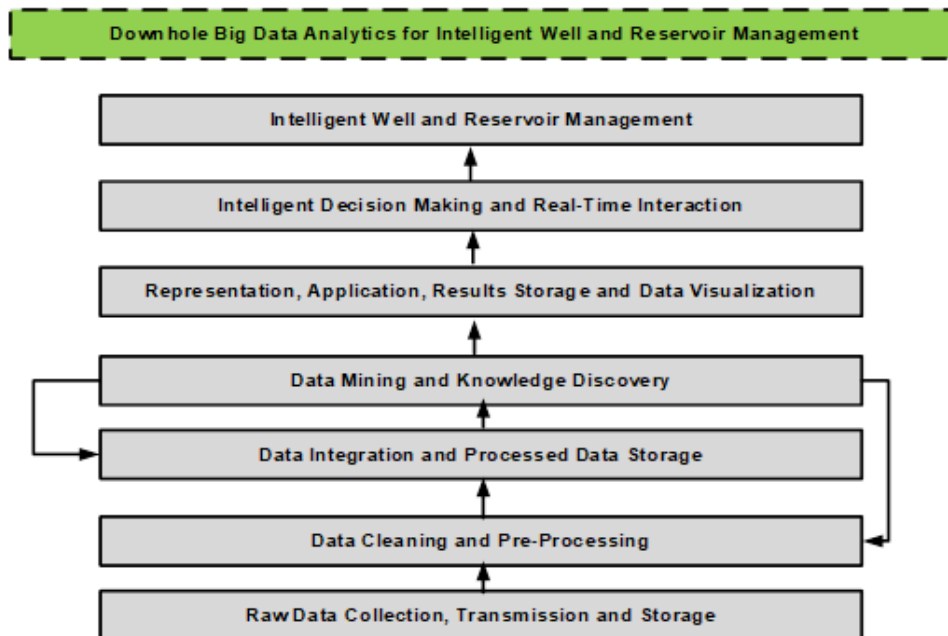 Downhole Big Data Analytics for Intelligent Well and Reservoir Management
Intelligent Well and Reservoir Management
Intelligent Decision Making and Real-Time Interaction
Representation, Application, Results Storage and Data Visualization
Data Mining and Knowledge Discovery
Data Integration and Processed Data Storage
Data Cleaning and Pre-Processing
Raw Data Collection, Transmission and Storage